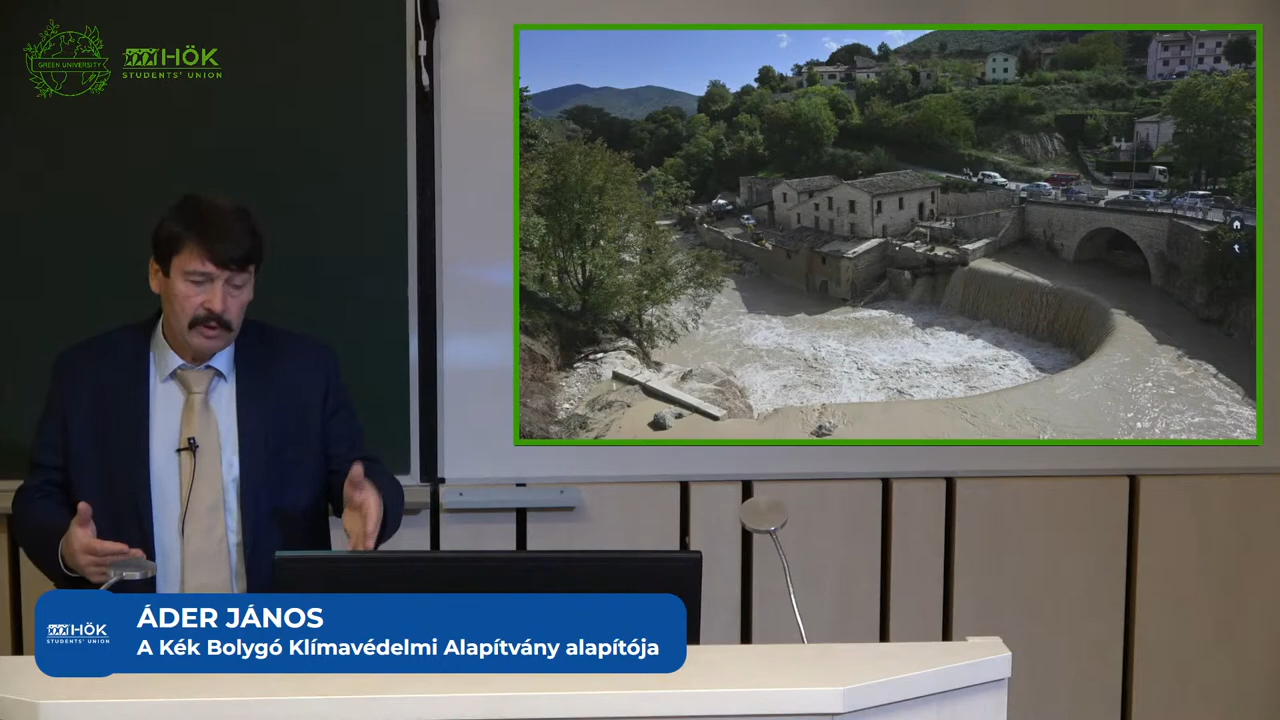 GREEN UNIVERSITY
HÖK
STUDENTS' UNION
HÖK
STUDENTS' UNION
ÁDER JÁNOS
A Kék Bolygó Klímavédelmi Alapítvány alapítója